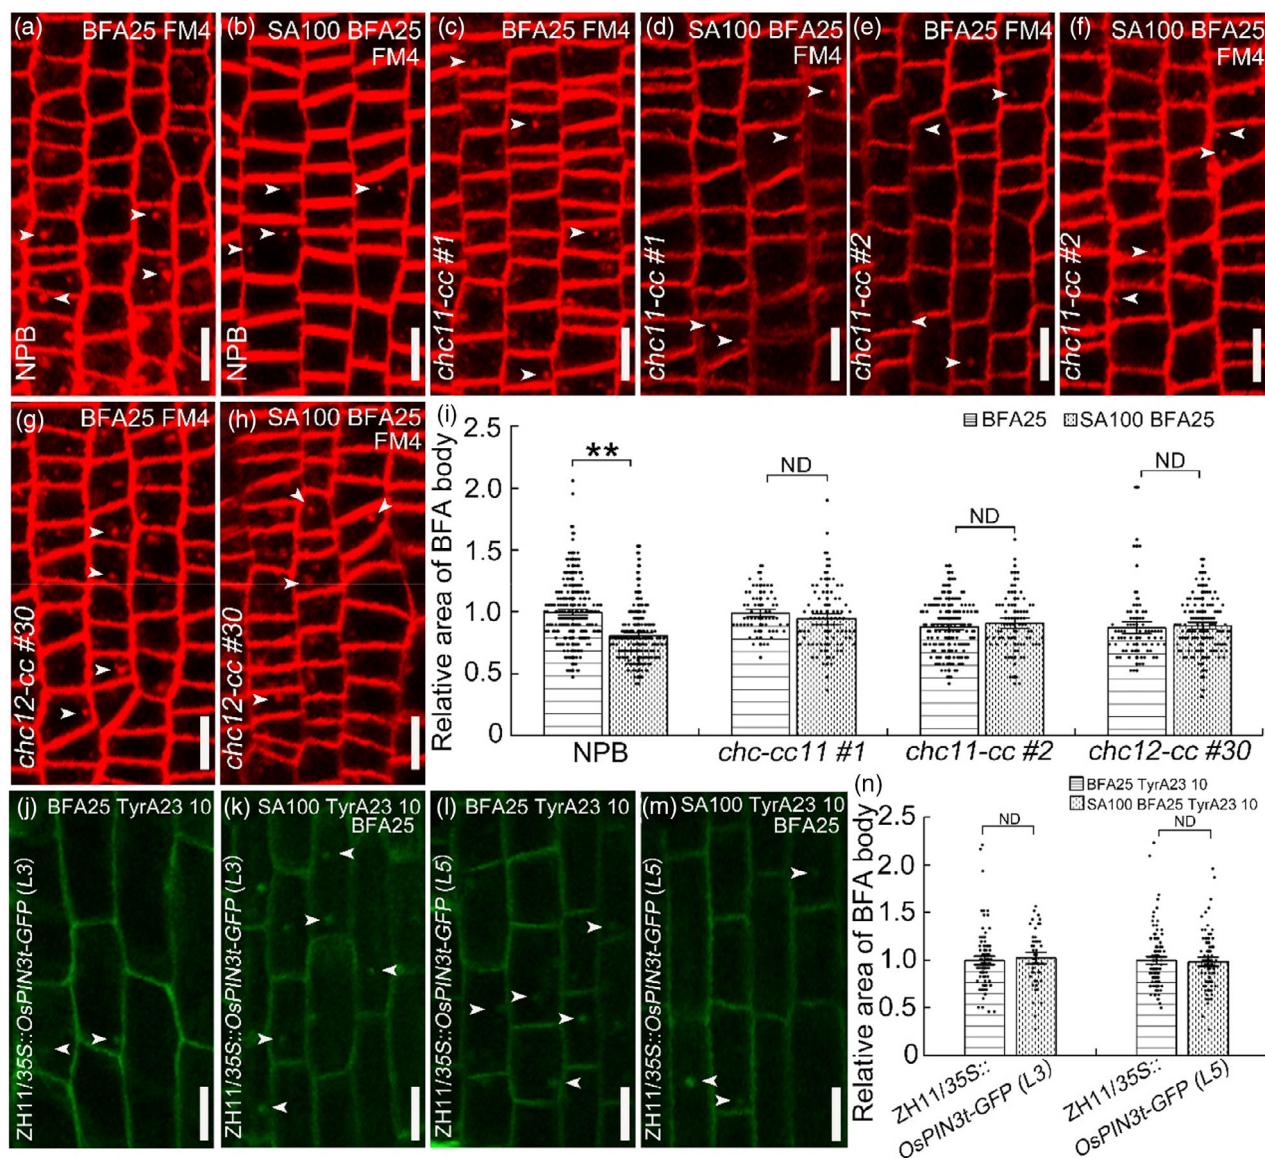 (a) BFA25 FM4
NPB
(b) SA100 BFA25
FM4
NPB
(c) BFA25 FM4
chc11-cc #1
(d) SA100 BFA25
FM4
chc11-cc #1
(e) BFA25 FM4
chc11-cc #2
(f) SA100 BFA25
FM4
chc11-cc #2
(g) BFA25 FM4
chc12-cc #30
(h) SA100 BFA25
FM4
chc12-cc #30
(i)
BFA25 SA100 BFA25
Relative area of BFA body
2.5
2.0
1.5
1.0
0.5
0
** ND ND ND
NPB chc-cc11 #1 chc11-cc #2 chc12-cc #30
(j) BFA25 TyrA23 10
ZH11/35S::OsPIN3t-GFP (L3)
(k) SA100 TyrA23 10
BFA25
ZH11/35S::OsPIN3t-GFP (L3)
(l) BFA25 TyrA23 10
ZH11/35S::OsPIN3t-GFP (L5)
(m) SA100 TyrA23 10
BFA25
ZH11/35S::OsPIN3t-GFP (L5)
(n)
BFA25 TyrA23 10
SA100 BFA25 TyrA23 10
Relative area of BFA body
2.5
2.0
1.5
1.0
0.5
0
ND ND
ZH11/35S::
OsPIN3t-GFP (L3)
ZH11/35S::
OsPIN3t-GFP (L5)